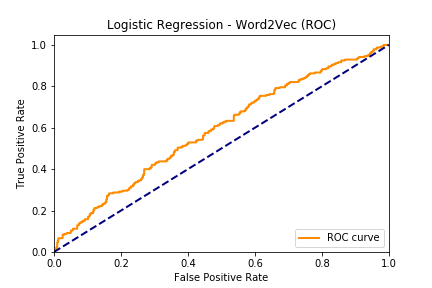 Logistic Regression - Word2Vec (ROC)
True Positive Rate
1.0
0.8
0.6
0.4
0.2
0.0
0.0 0.2 0.4 0.6 0.8 1.0
False Positive Rate
ROC curve